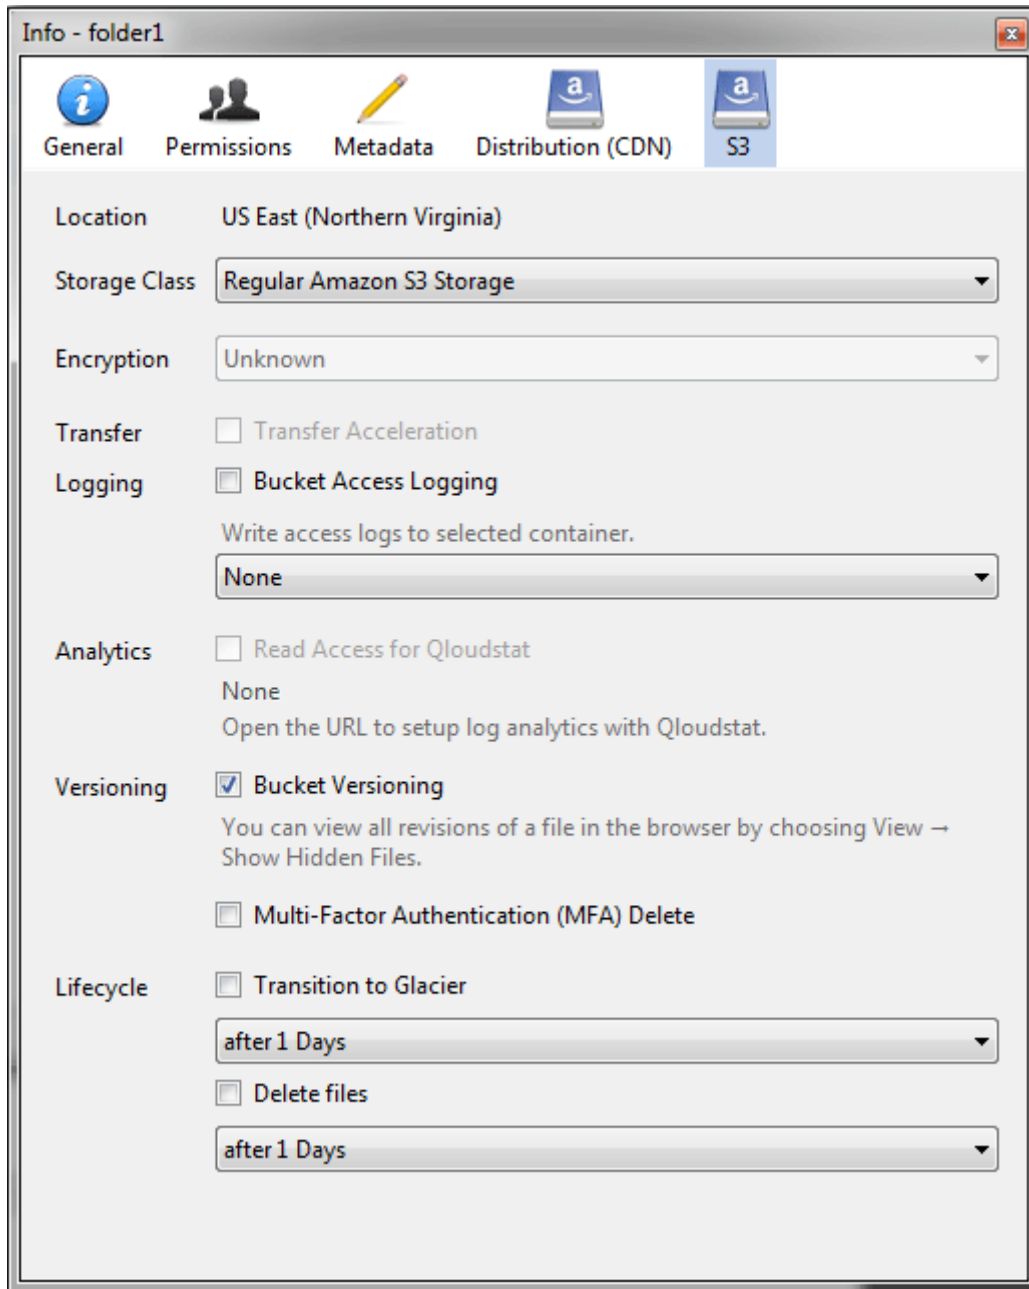 Info - folder1
General Permissions Metadata Distribution (CDN) S3
Location US East (Northern Virginia)
Storage Class Regular Amazon S3 Storage
Encryption Unknown
Transfer Transfer Acceleration
Logging Bucket Access Logging
Write access logs to selected container.
None
Analytics Read Access for Qloudstat
None
Open the URL to setup log analytics with Qloudstat.
Versioning Bucket Versioning
You can view all revisions of a file in the browser by choosing View →
Show Hidden Files.
Multi-Factor Authentication (MFA) Delete
Lifecycle Transition to Glacier
after 1 Days
Delete files
after 1 Days